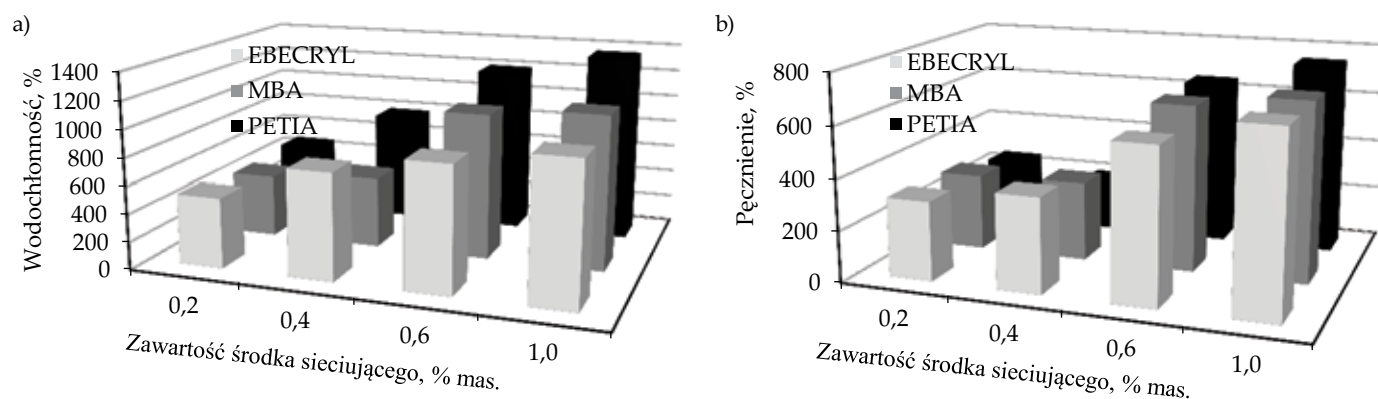 a)
Wodochłonność, %
1400
1200
1000
800
600
400
200
0
EBECRYL
MBA
PETIA
0,2
0,4
0,6
1,0
Zawartość środka sieciującego, % mas.
b)
Pęcznienie, %
800
600
400
200
0
EBECRYL
MBA
PETIA
0,2
0,4
0,6
1,0
Zawartość środka sieciującego, % mas.